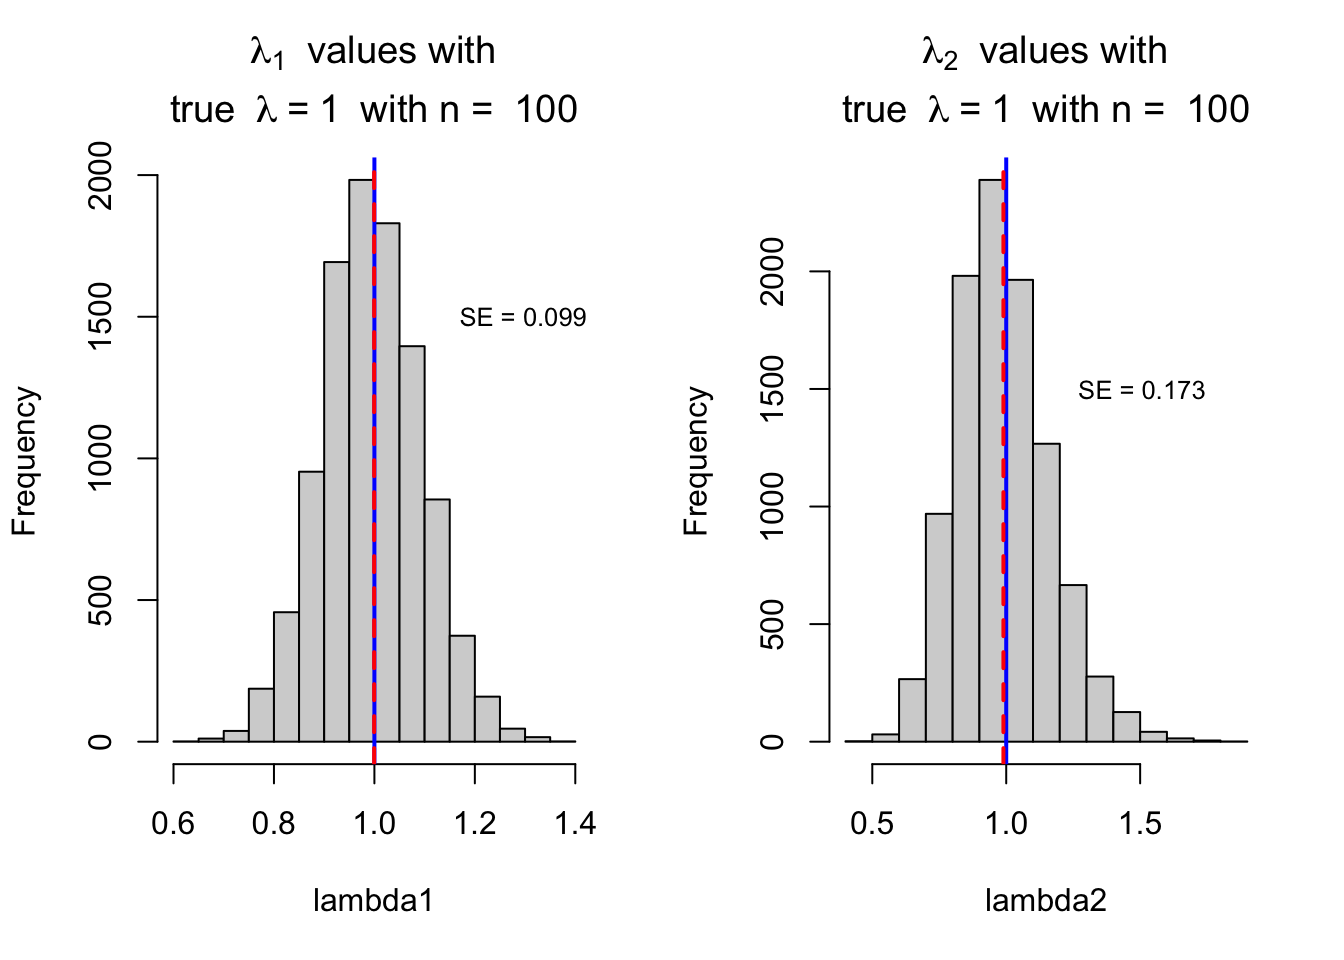 λ1 values with
true λ = 1 with n = 100
Frequency
2000
1500
1000
500
0
SE = 0.099
0.6 0.8 1.0 1.2 1.4
lambda1
λ2 values with
true λ = 1 with n = 100
Frequency
2000
1500
1000
500
0
SE = 0.173
0.5 1.0 1.5
lambda2